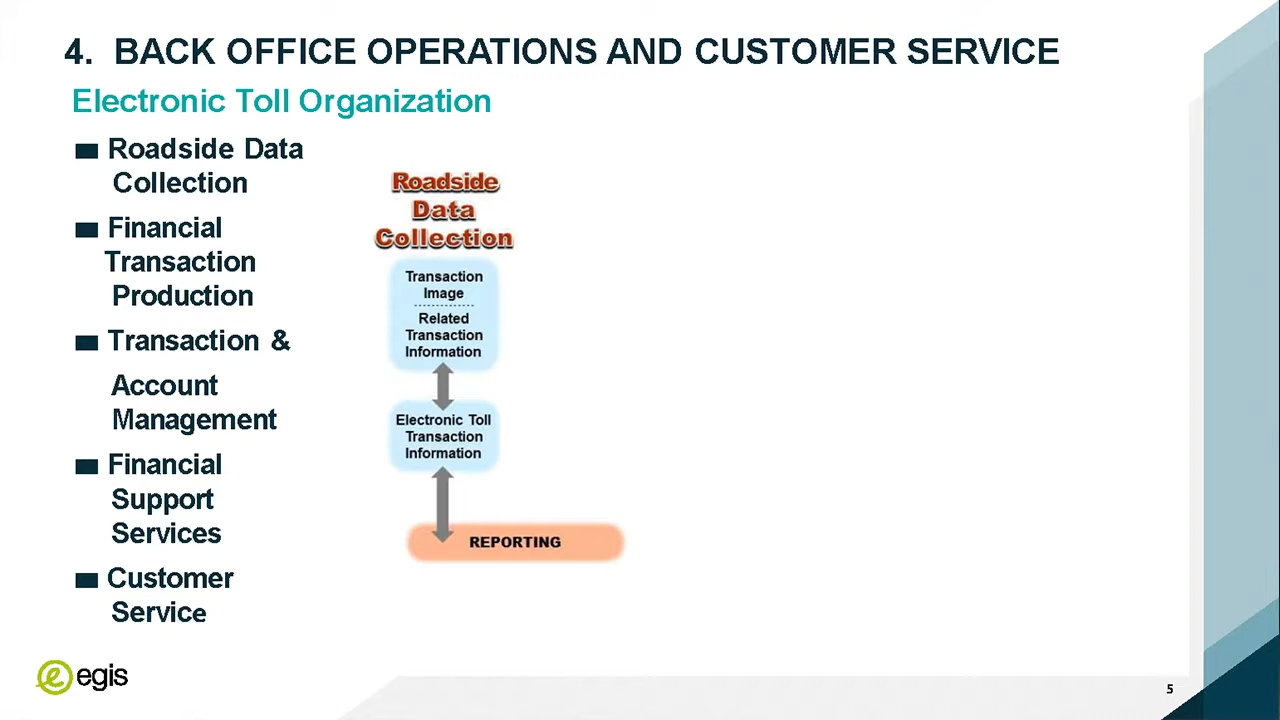 4. BACK OFFICE OPERATIONS AND CUSTOMER SERVICE
Electronic Toll Organization
Roadside Data
Collection
Financial
Transaction
Production
Transaction &
Account
Management
Financial
Support
Services
Customer
Service
Roadside
Data
Collection
Transaction
Image
Related
Transaction
Information
Electronic Toll
Transaction
Information
REPORTING
egis
5